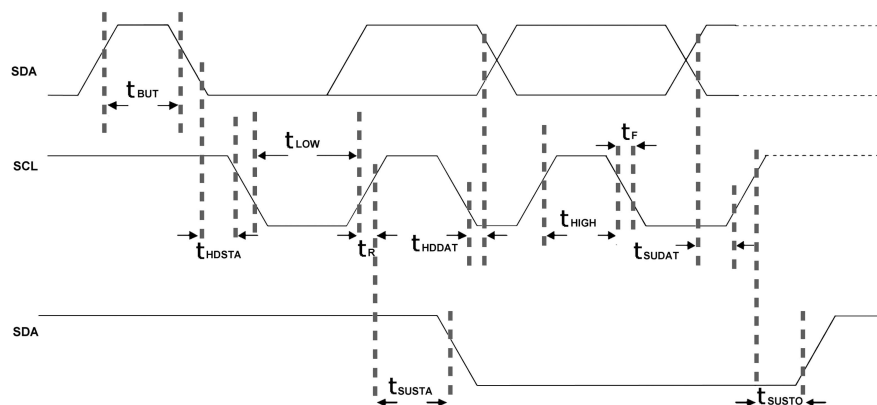 SDA
tBUT
tLOW
tF
SCL
tHDSTA
tR
tHDDAT
tHIGH
tSUDAT
SDA
tSUSTA
tSUSTO